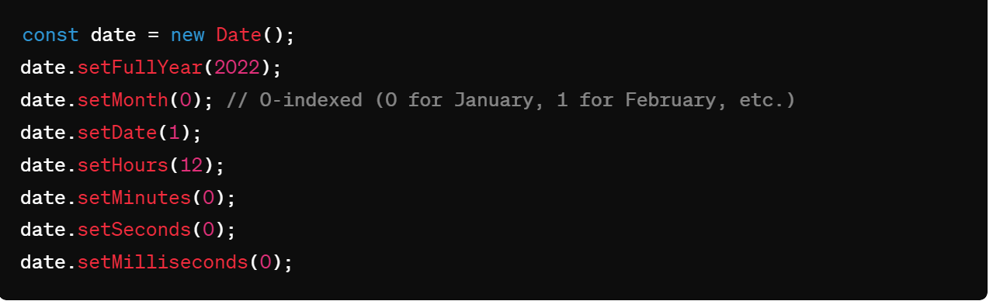 const date = new Date();
date.setFullYear(2022);
date.setMonth(0); // 0-indexed (0 for January, 1 for February, etc.)
date.setDate(1);
date.setHours(12);
date.setMinutes(0);
date.setSeconds(0);
date.setMilliseconds(0);